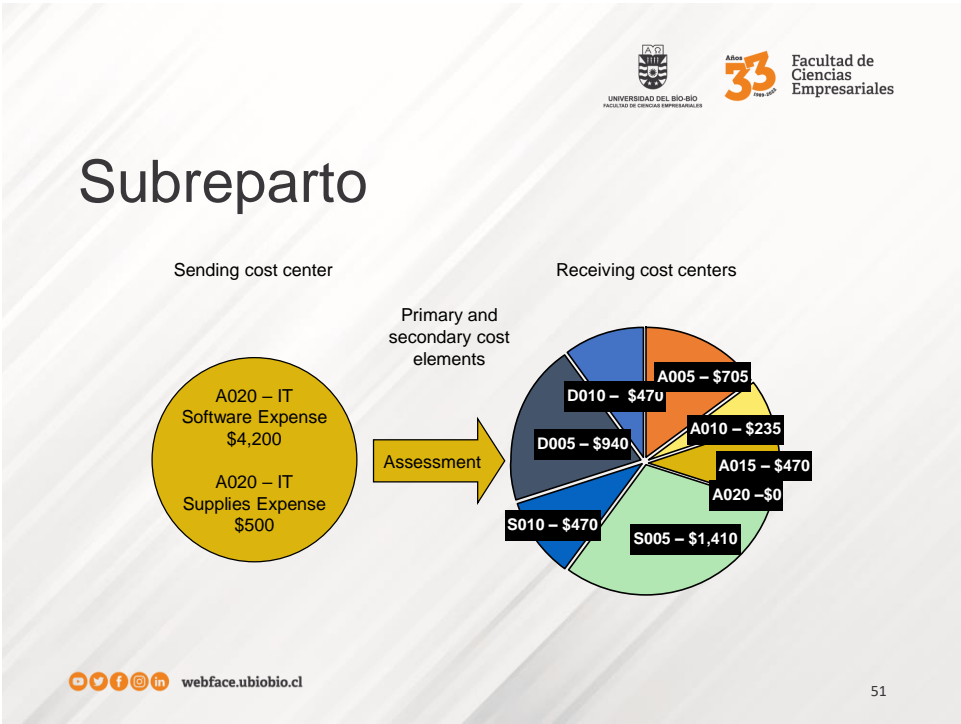 UNIVERSIDAD DEL BÍO-BÍO
FACULTAD DE CIENCIAS EMPRESARIALES
Años
33
1989-2022
Facultad de
Ciencias
Empresariales
Subreparto
Sending cost center
Receiving cost centers
Primary and
secondary cost
elements
A020 – IT
Software Expense
$4,200
A020 – IT
Supplies Expense
$500
Assessment
A005 – $705
D010 – $470
A010 – $235
D005 – $940
A015 – $470
A020 –$0
S010 – $470
S005 – $1,410
webface.ubiobio.cl
51